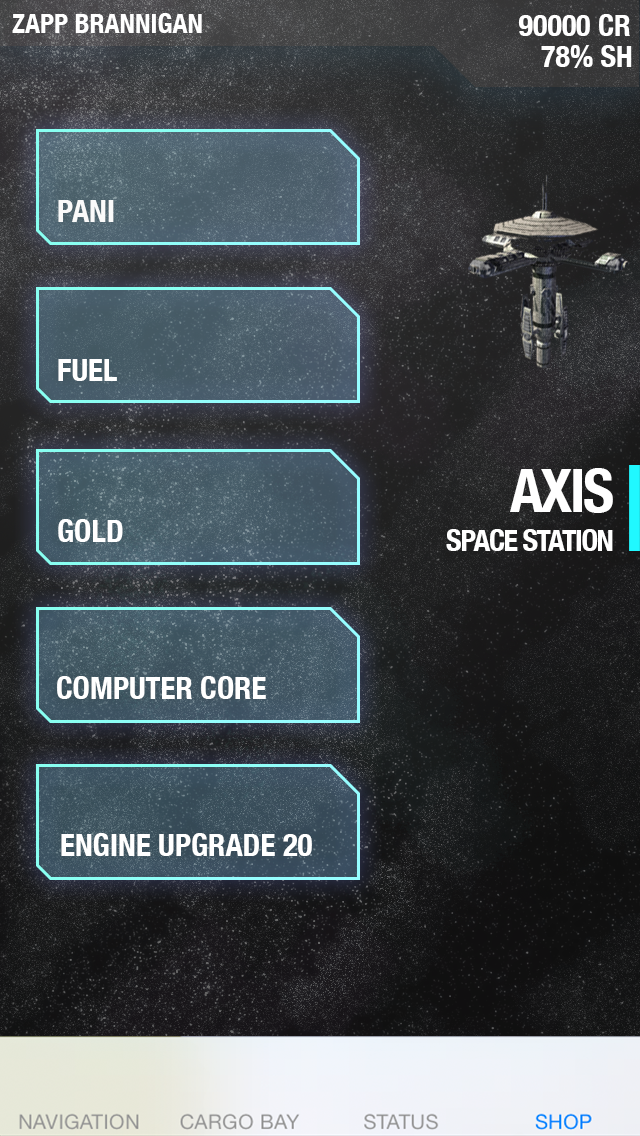 ZAPP BRANNIGAN
90000 CR
78% SH
PANI
FUEL
GOLD
AXIS
SPACE STATION
COMPUTER CORE
ENGINE UPGRADE 20
NAVIGATION
CARGO BAY
STATUS
SHOP